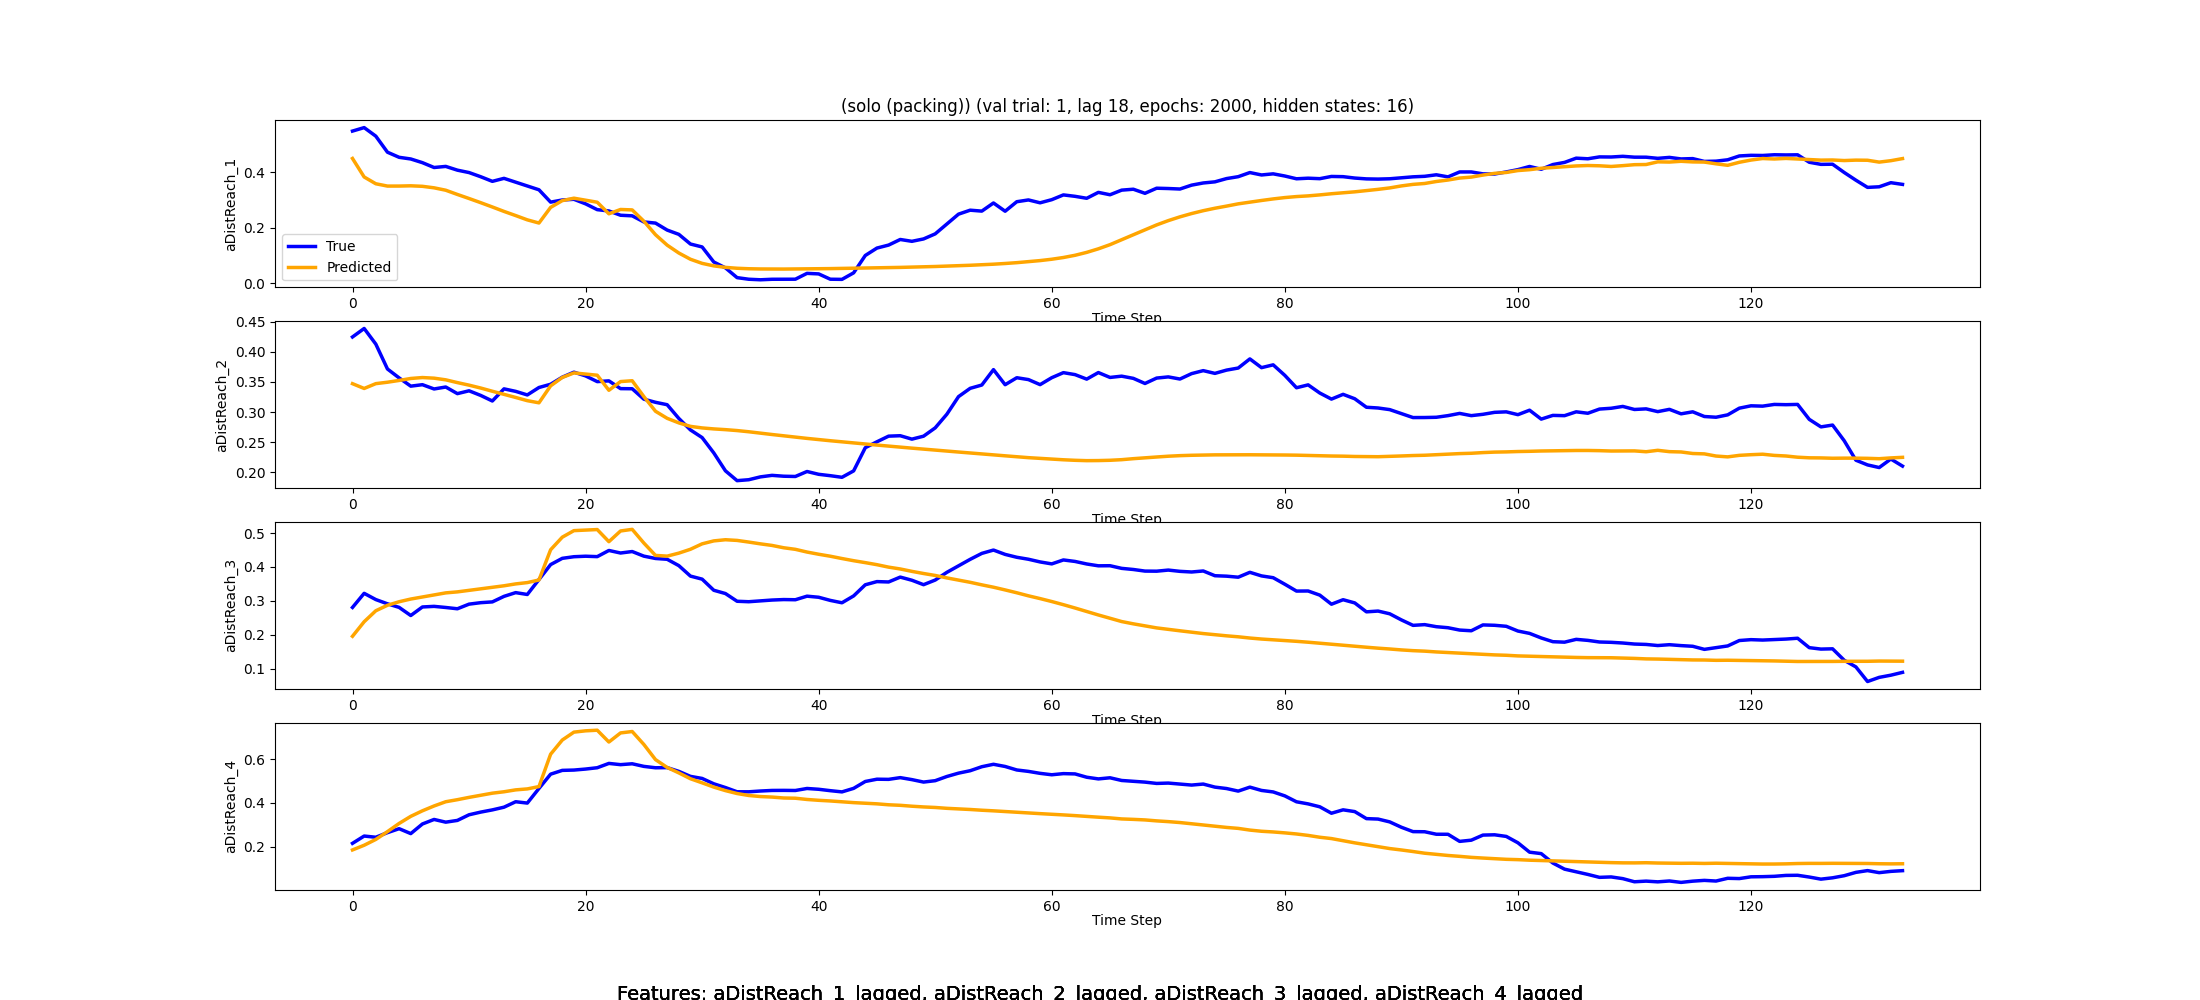 (solo (packing)) (val trial: 1, lag 18, epochs: 2000, hidden states: 16)
aDistReach_1
0.4
0.2
0.0
True
Predicted
0 20 40 60 80 100 120
Time Step
aDistReach_2
0.45
0.40
0.35
0.30
0.25
0.20
0 20 40 60 80 100 120
Time Step
aDistReach_3
0.5
0.4
0.3
0.2
0.1
0 20 40 60 80 100 120
Time Step
aDistReach_4
0.6
0.4
0.2
0 20 40 60 80 100 120
Time Step
Features: aDistReach_1_lagged, aDistReach_2_lagged, aDistReach_3_lagged, aDistReach_4_lagged